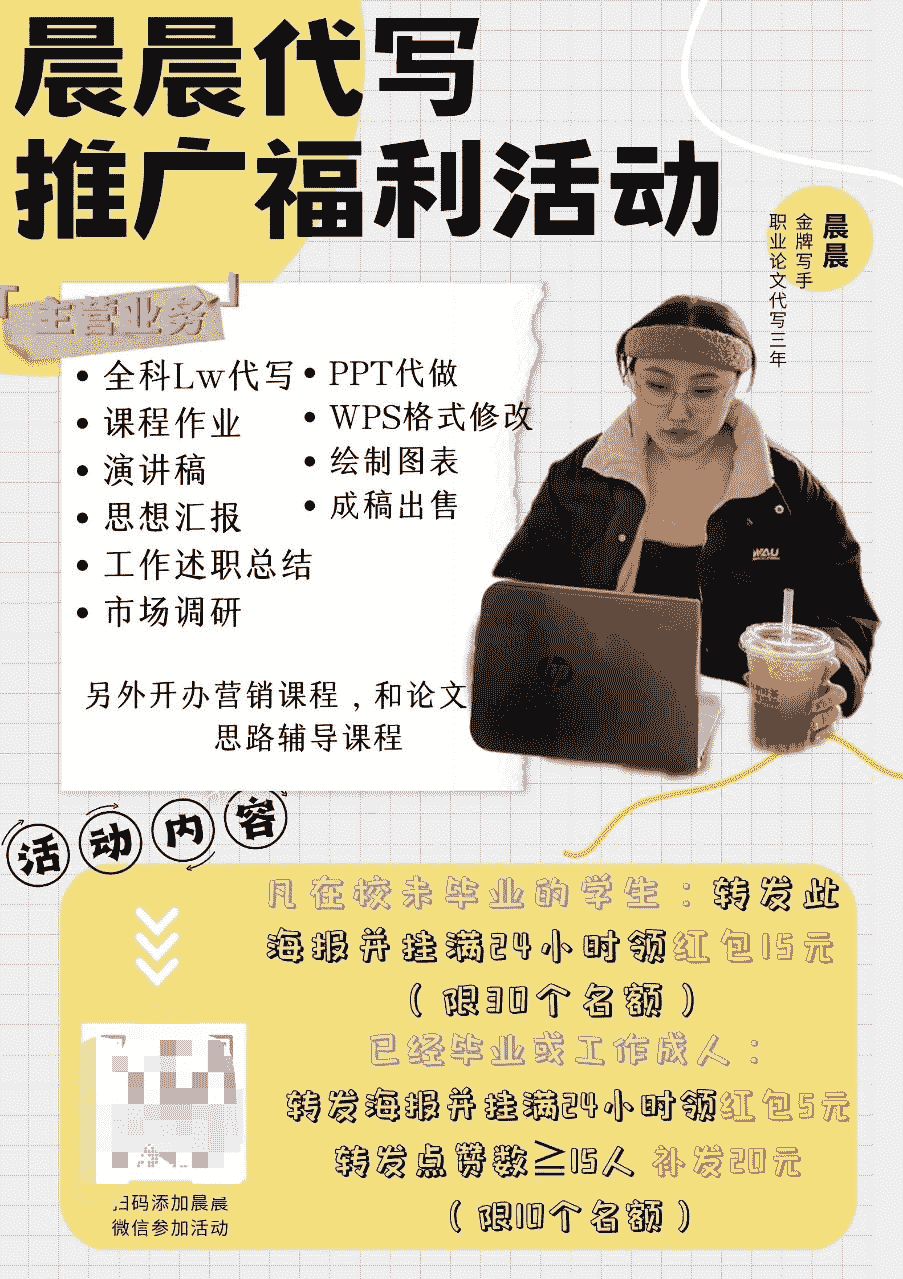 晨晨代写
推广福利活动
晨晨
金牌写手
职业论文代写三年
「主营业务」
• 全科Lw代写
• 课程作业
• 演讲稿
• 思想汇报
• 工作述职总结
• 市场调研
• PPT代做
• WPS格式修改
• 绘制图表
• 成稿出售
另外开办营销课程，和论文
思路辅导课程
WAU
hp
活动内容
凡在校未毕业的学生：转发此
海报并挂满24小时领红包15元
（限30个名额）
已经毕业或工作成人：
转发海报并挂满24小时领红包5元
转发点赞数≧15人 补发20元
（限10个名额）
扫码添加晨晨
微信参加活动